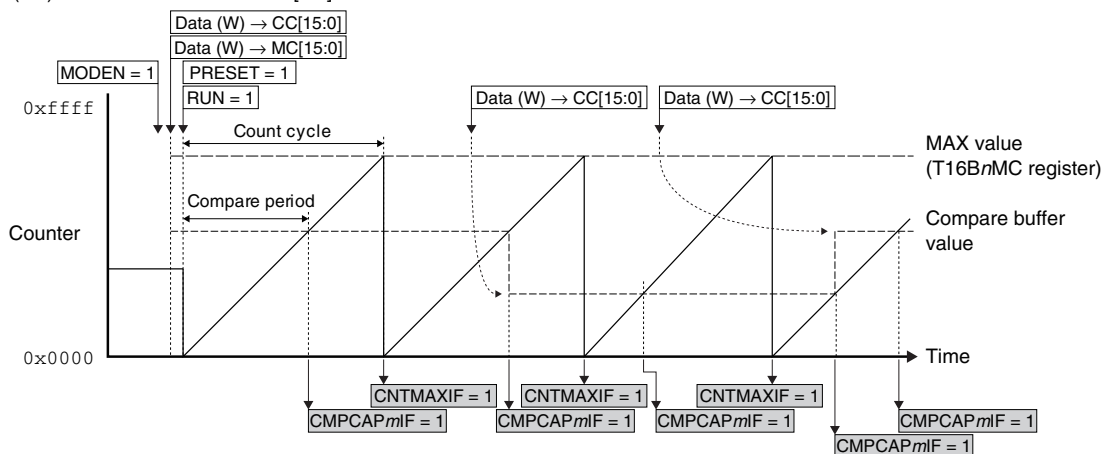 Data (W) → CC[15:0]
Data (W) → MC[15:0]
MODEN = 1
PRESET = 1
RUN = 1
Data (W) → CC[15:0]
Data (W) → CC[15:0]
0xffff
Count cycle
MAX value
(T16BnMC register)
Compare period
Compare buffer
value
Counter
0x0000
Time
CNTMAXIF = 1
CNTMAXIF = 1
CNTMAXIF = 1
CMPCAPmIF = 1
CMPCAPmIF = 1
CMPCAPmIF = 1
CMPCAPmIF = 1
CMPCAPmIF = 1